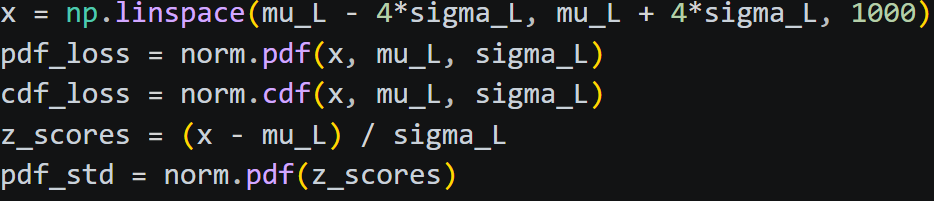 x = np.linspace(mu_L - 4*sigma_L, mu_L + 4*sigma_L, 1000)
pdf_loss = norm.pdf(x, mu_L, sigma_L)
cdf_loss = norm.cdf(x, mu_L, sigma_L)
z_scores = (x - mu_L) / sigma_L
pdf_std = norm.pdf(z_scores)